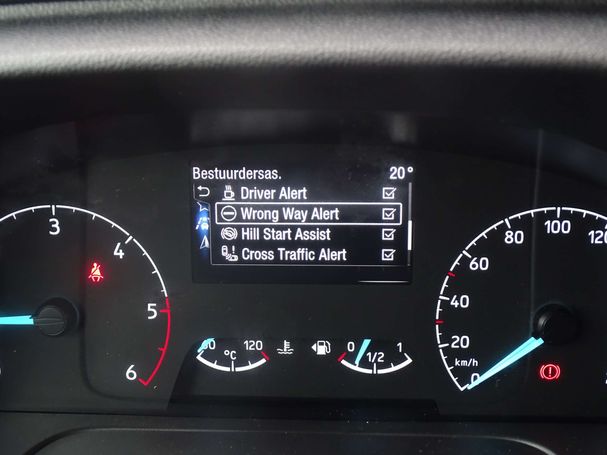 Bestuurdersas. 20°
Driver Alert
Wrong Way Alert
Hill Start Assist
Cross Traffic Alert
3
4
5
6
120
°C
0 1/2 1
0
20
40
60
80
100
km/h